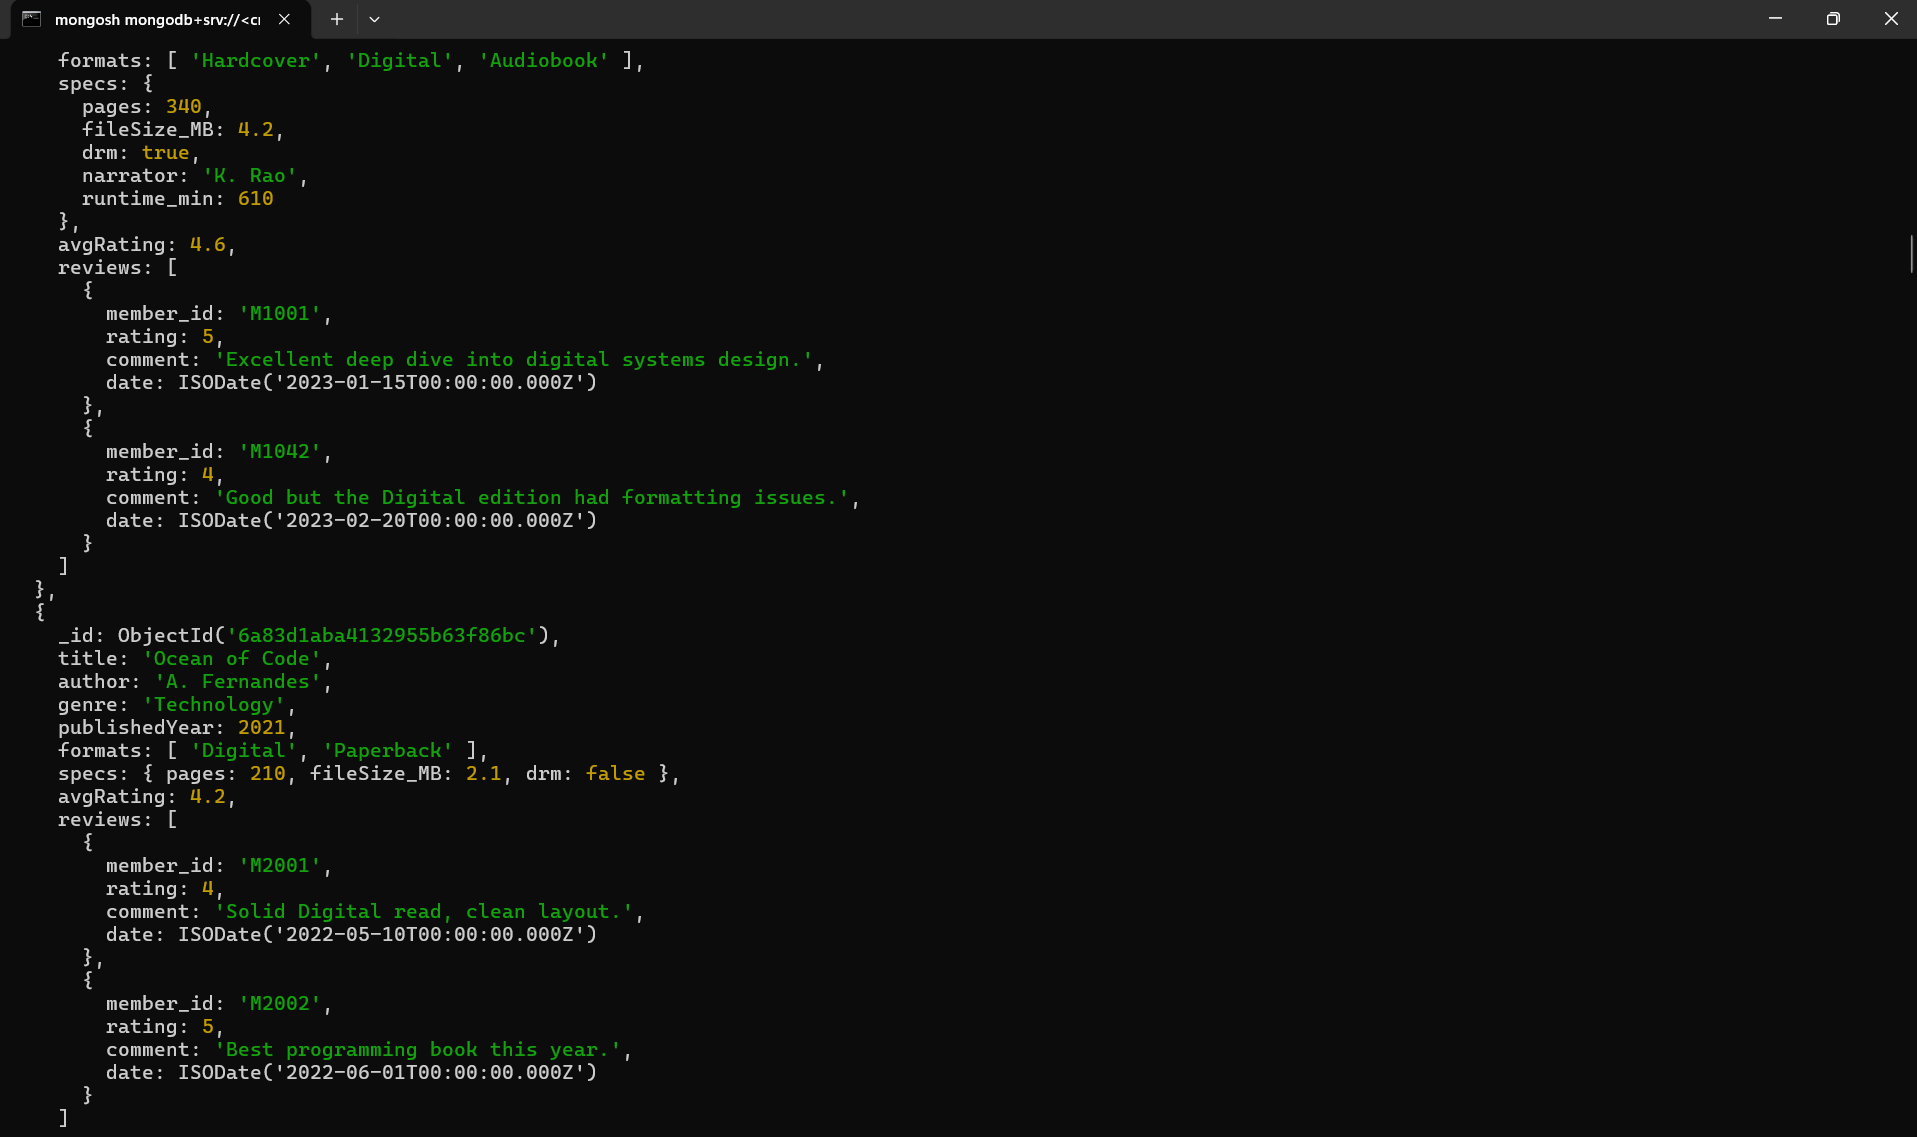 mongosh mongodb+srv://<cr
formats: [ 'Hardcover', 'Digital', 'Audiobook' ],
specs: {
pages: 340,
fileSize_MB: 4.2,
drm: true,
narrator: 'K. Rao',
runtime_min: 610
},
avgRating: 4.6,
reviews: [
{
member_id: 'M1001',
rating: 5,
comment: 'Excellent deep dive into digital systems design.',
date: ISODate('2023-01-15T00:00:00.000Z')
},
{
member_id: 'M1042',
rating: 4,
comment: 'Good but the Digital edition had formatting issues.',
date: ISODate('2023-02-20T00:00:00.000Z')
}
]
},
{
_id: ObjectId('6a83d1aba4132955b63f86bc'),
title: 'Ocean of Code',
author: 'A. Fernandes',
genre: 'Technology',
publishedYear: 2021,
formats: [ 'Digital', 'Paperback' ],
specs: { pages: 210, fileSize_MB: 2.1, drm: false },
avgRating: 4.2,
reviews: [
{
member_id: 'M2001',
rating: 4,
comment: 'Solid Digital read, clean layout.',
date: ISODate('2022-05-10T00:00:00.000Z')
},
{
member_id: 'M2002',
rating: 5,
comment: 'Best programming book this year.',
date: ISODate('2022-06-01T00:00:00.000Z')
}
]